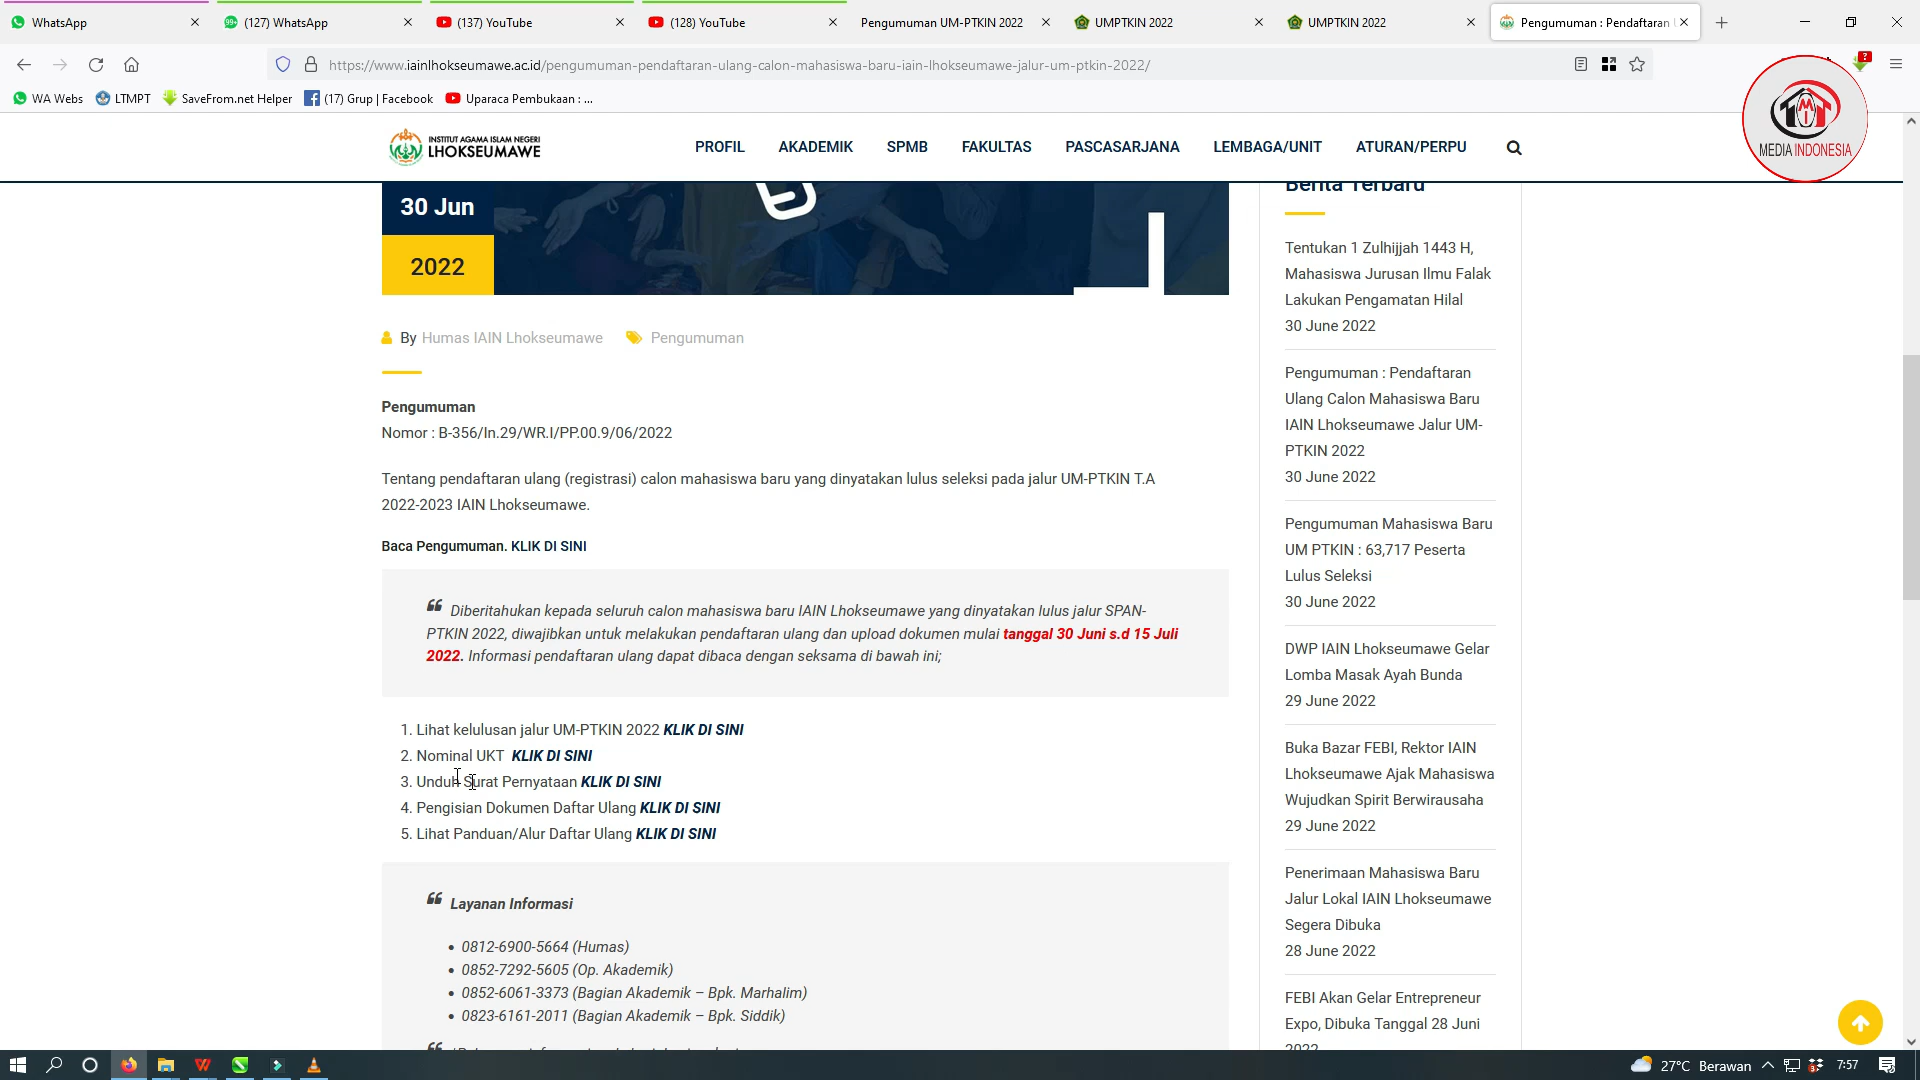 WhatsApp
(127) WhatsApp
(137) YouTube
(128) YouTube
Pengumuman UM-PTKIN 2022
UMPTKIN 2022
UMPTKIN 2022
Pengumuman : Pendaftaran
https://www.iainlhokseumawe.ac.id/pengumuman-pendaftaran-ulang-calon-mahasiswa-baru-iain-lhokseumawe-jalur-um-ptkin-2022/
WA Webs
LTMPT
SaveFrom.net Helper
(17) Grup | Facebook
Uparaca Pembukaan : ...
MEDIA INDONESIA
INSTITUT AGAMA ISLAM NEGERI
LHOKSEUMAWE
PROFIL
AKADEMIK
SPMB
FAKULTAS
PASCASARJANA
LEMBAGA/UNIT
ATURAN/PERPU
30 Jun
2022
By Humas IAIN Lhokseumawe
Pengumuman
Pengumuman
Nomor : B-356/In.29/WR.I/PP.00.9/06/2022
Tentang pendaftaran ulang (registrasi) calon mahasiswa baru yang dinyatakan lulus seleksi pada jalur UM-PTKIN T.A
2022-2023 IAIN Lhokseumawe.
Baca Pengumuman. KLIK DI SINI
Diberitahukan kepada seluruh calon mahasiswa baru IAIN Lhokseumawe yang dinyatakan lulus jalur SPAN-
PTKIN 2022, diwajibkan untuk melakukan pendaftaran ulang dan upload dokumen mulai tanggal 30 Juni s.d 15 Juli
2022. Informasi pendaftaran ulang dapat dibaca dengan seksama di bawah ini;
1. Lihat kelulusan jalur UM-PTKIN 2022 KLIK DI SINI
2. Nominal UKT KLIK DI SINI
3. Unduh Surat Pernyataan KLIK DI SINI
4. Pengisian Dokumen Daftar Ulang KLIK DI SINI
5. Lihat Panduan/Alur Daftar Ulang KLIK DI SINI
Layanan Informasi
• 0812-6900-5664 (Humas)
• 0852-7292-5605 (Op. Akademik)
• 0852-6061-3373 (Bagian Akademik – Bpk. Marhalim)
• 0823-6161-2011 (Bagian Akademik – Bpk. Siddik)
Berita Terbaru
Tentukan 1 Zulhijjah 1443 H,
Mahasiswa Jurusan Ilmu Falak
Lakukan Pengamatan Hilal
30 June 2022
Pengumuman : Pendaftaran
Ulang Calon Mahasiswa Baru
IAIN Lhokseumawe Jalur UM-
PTKIN 2022
30 June 2022
Pengumuman Mahasiswa Baru
UM PTKIN : 63,717 Peserta
Lulus Seleksi
30 June 2022
DWP IAIN Lhokseumawe Gelar
Lomba Masak Ayah Bunda
29 June 2022
Buka Bazar FEBI, Rektor IAIN
Lhokseumawe Ajak Mahasiswa
Wujudkan Spirit Berwirausaha
29 June 2022
Penerimaan Mahasiswa Baru
Jalur Lokal IAIN Lhokseumawe
Segera Dibuka
28 June 2022
FEBI Akan Gelar Entrepreneur
Expo, Dibuka Tanggal 28 Juni
2022
27°C Berawan
7:57